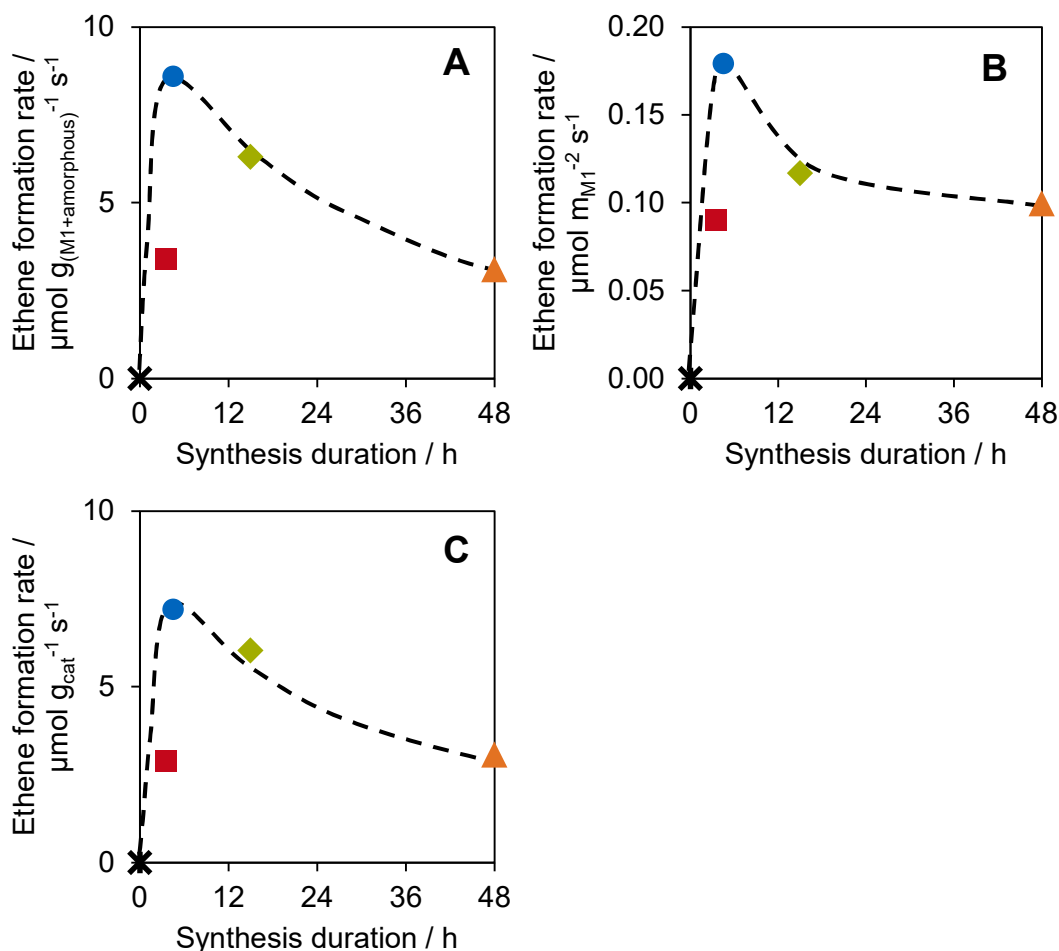 Ethene formation rate /
μmol g(M1+amorphous)-1 s-1
10
5
0
A
0 12 24 36 48
Synthesis duration / h
Ethene formation rate /
μmol mM1-2 s-1
0.20
0.15
0.10
0.05
0.00
B
0 12 24 36 48
Synthesis duration / h
Ethene formation rate /
μmol gcat-1 s-1
10
5
0
C
0 12 24 36 48
Synthesis duration / h